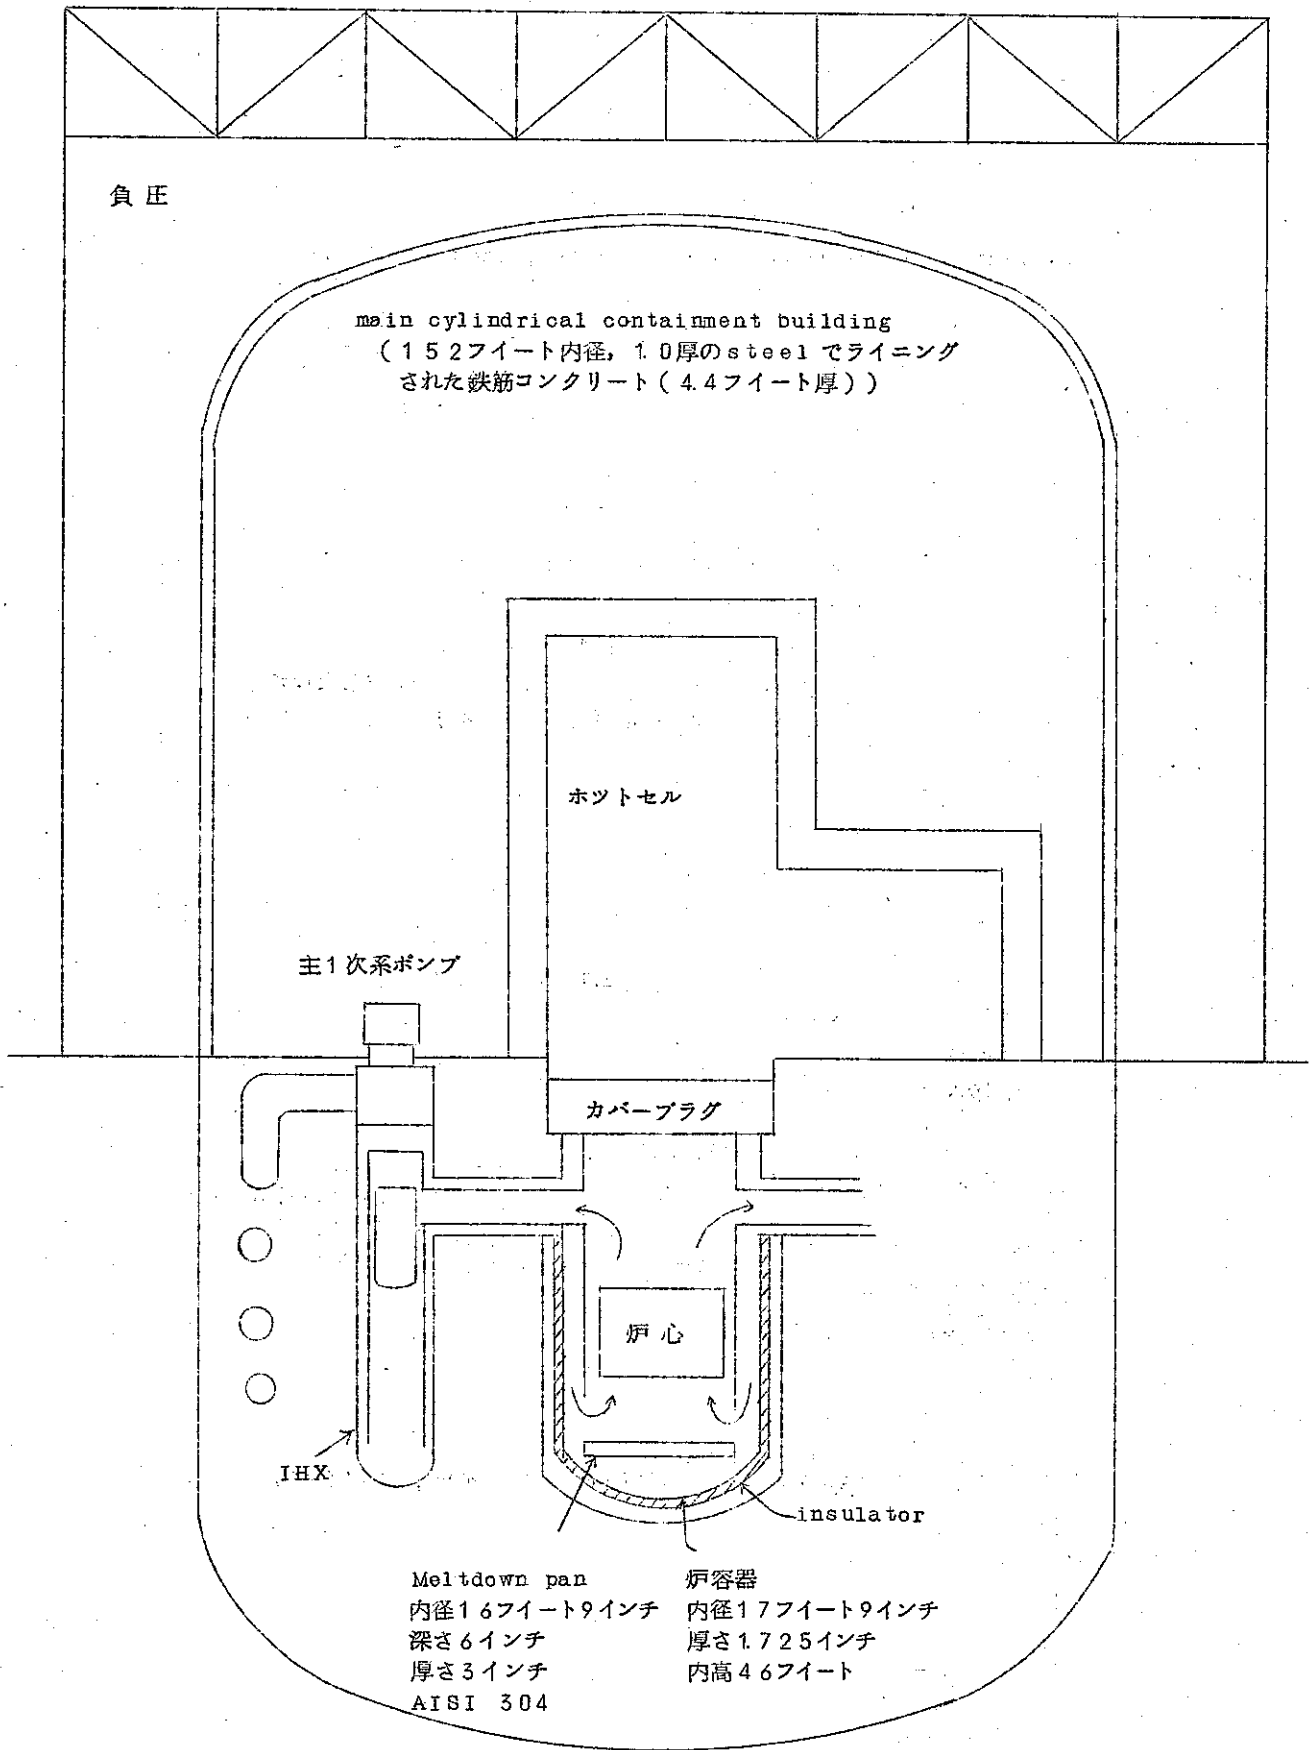 負圧
main cylindrical containment building
(152フイート内径, 1.0厚のsteelでライニング
された鉄筋コンクリート(4.4フイート厚))
ホツトセル
主1次系ポンプ
カバープラグ
炉心
IHX
insulator
Meltdown pan
内径16フイート9インチ
深さ6インチ
厚さ3インチ
AISI 304
炉容器
内径17フイート9インチ
厚さ1.725インチ
内高46フイート